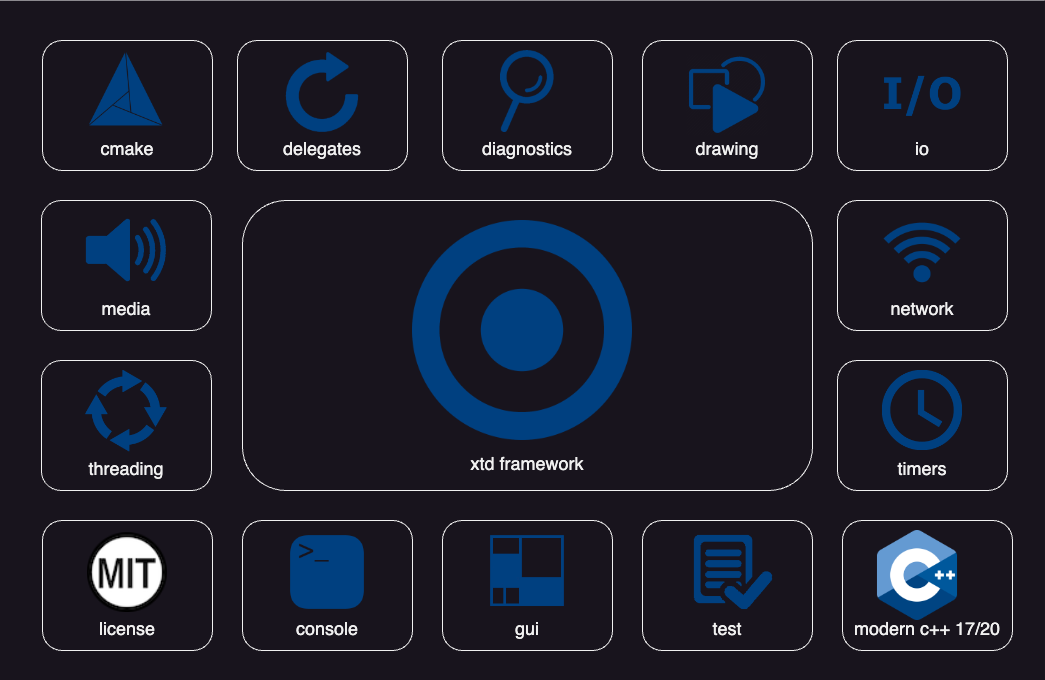 cmake
delegates
diagnostics
drawing
I/O
io
media
network
xtd framework
threading
timers
MIT
license
>_
console
gui
test
C++
modern c++ 17/20